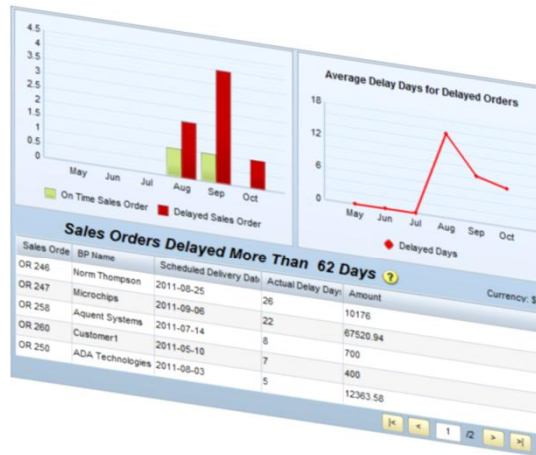 4.5
4
3.5
3
2.5
2
1.5
1
0.5
0
May Jun Jul Aug Sep Oct
On Time Sales Order Delayed Sales Order
Average Delay Days for Delayed Orders
18
12
6
0
May Jun Jul Aug Sep Oct
Delayed Days
Sales Orders Delayed More Than 62 Days ?
Currency: $
Sales Orde BP Name Scheduled Delivery Dat Actual Delay Day Amount
OR 246 Norm Thompson 2011-08-25 26 10176
OR 247 Microchips 2011-09-06 22 67520.94
OR 258 Aquent Systems 2011-07-14 8 700
OR 260 Customer1 2011-05-10 7 400
OR 250 ADA Technologies 2011-08-03 5 12363.58
|< < 1 /2 > >|